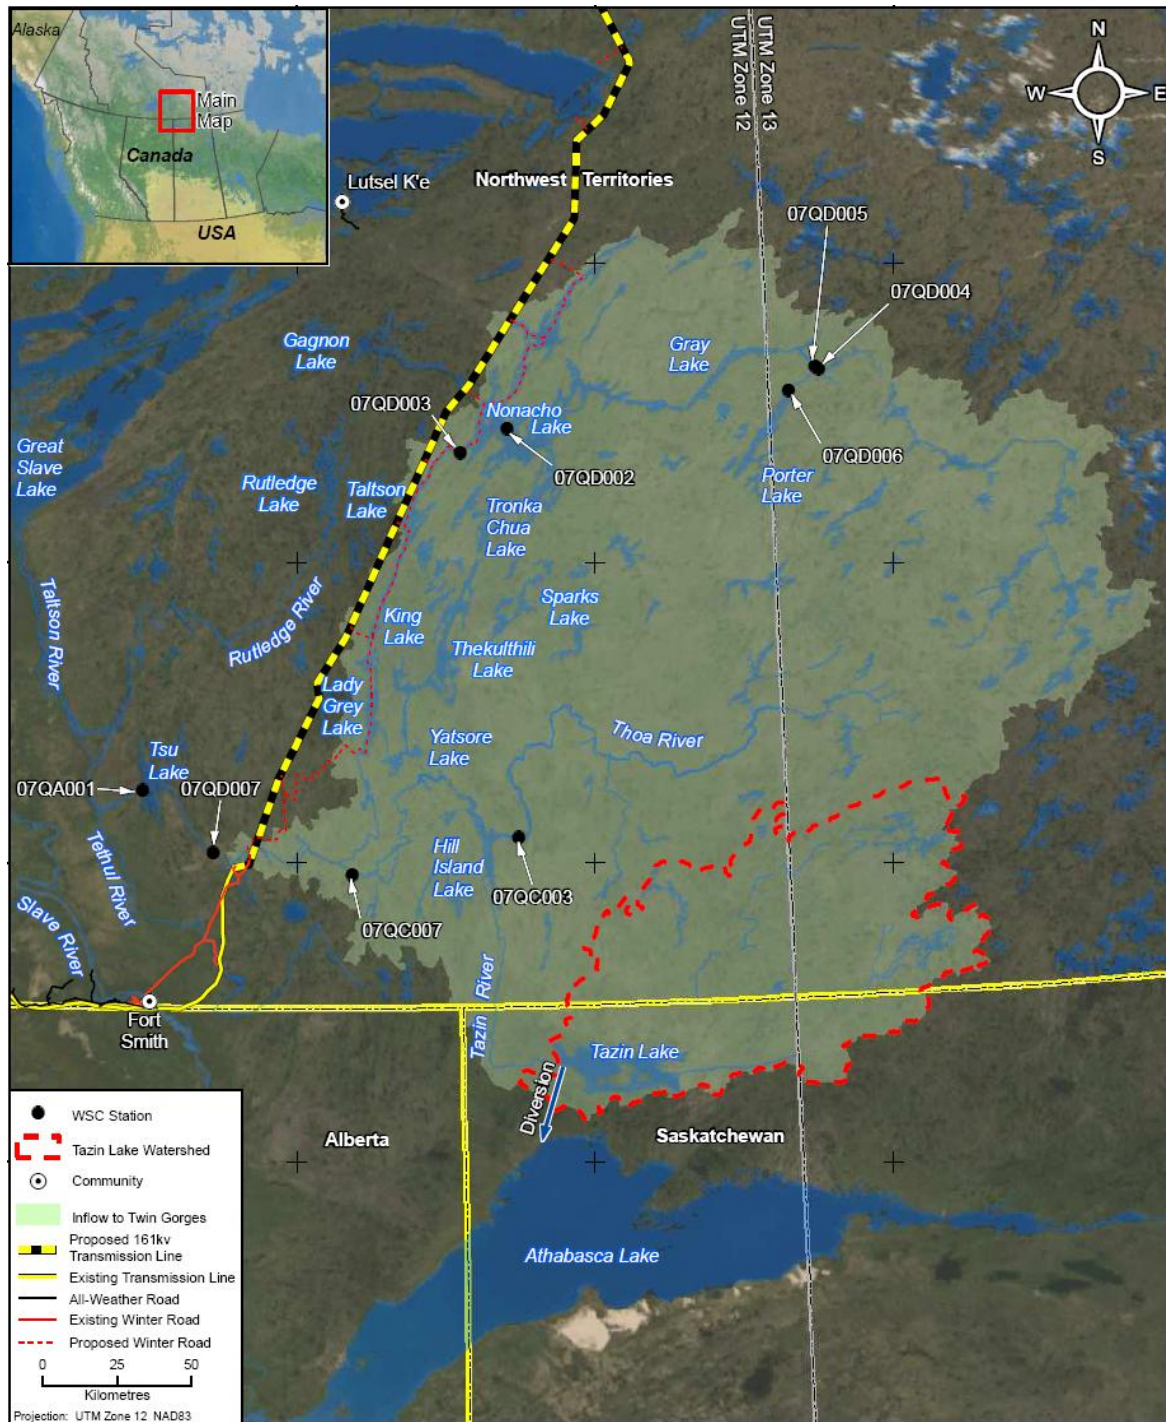 Alaska
Main
Map
Canada
USA
UTM Zone 12
UTM Zone 13
N
W
E
S
Lutsel K'e
Northwest
Territories
07QD005
07QD004
Gagnon
Lake
Gray
Lake
07QD003
Nonacho
Lake
Great
Slave
Lake
07QD006
Rutledge
Lake
Taltson
Lake
07QD002
Porter
Lake
Tronka
Chua
Lake
Taltson River
Rutledge River
King
Lake
Sparks
Lake
Thekulthili
Lake
Lady
Grey
Lake
Yatsore
Lake
Thoa River
Tsu
Lake
07QA001
07QD007
Tethul River
Hill
Island
Lake
07QC003
07QC007
Slave River
Tazin River
Fort
Smith
Tazin Lake
Diversion
Alberta
Saskatchewan
Athabasca Lake
WSC Station
Tazin Lake Watershed
Community
Inflow to Twin Gorges
Proposed 161kv
Transmission Line
Existing Transmission Line
All-Weather Road
Existing Winter Road
Proposed Winter Road
0 25 50
Kilometres
Projection: UTM Zone 12 NAD83